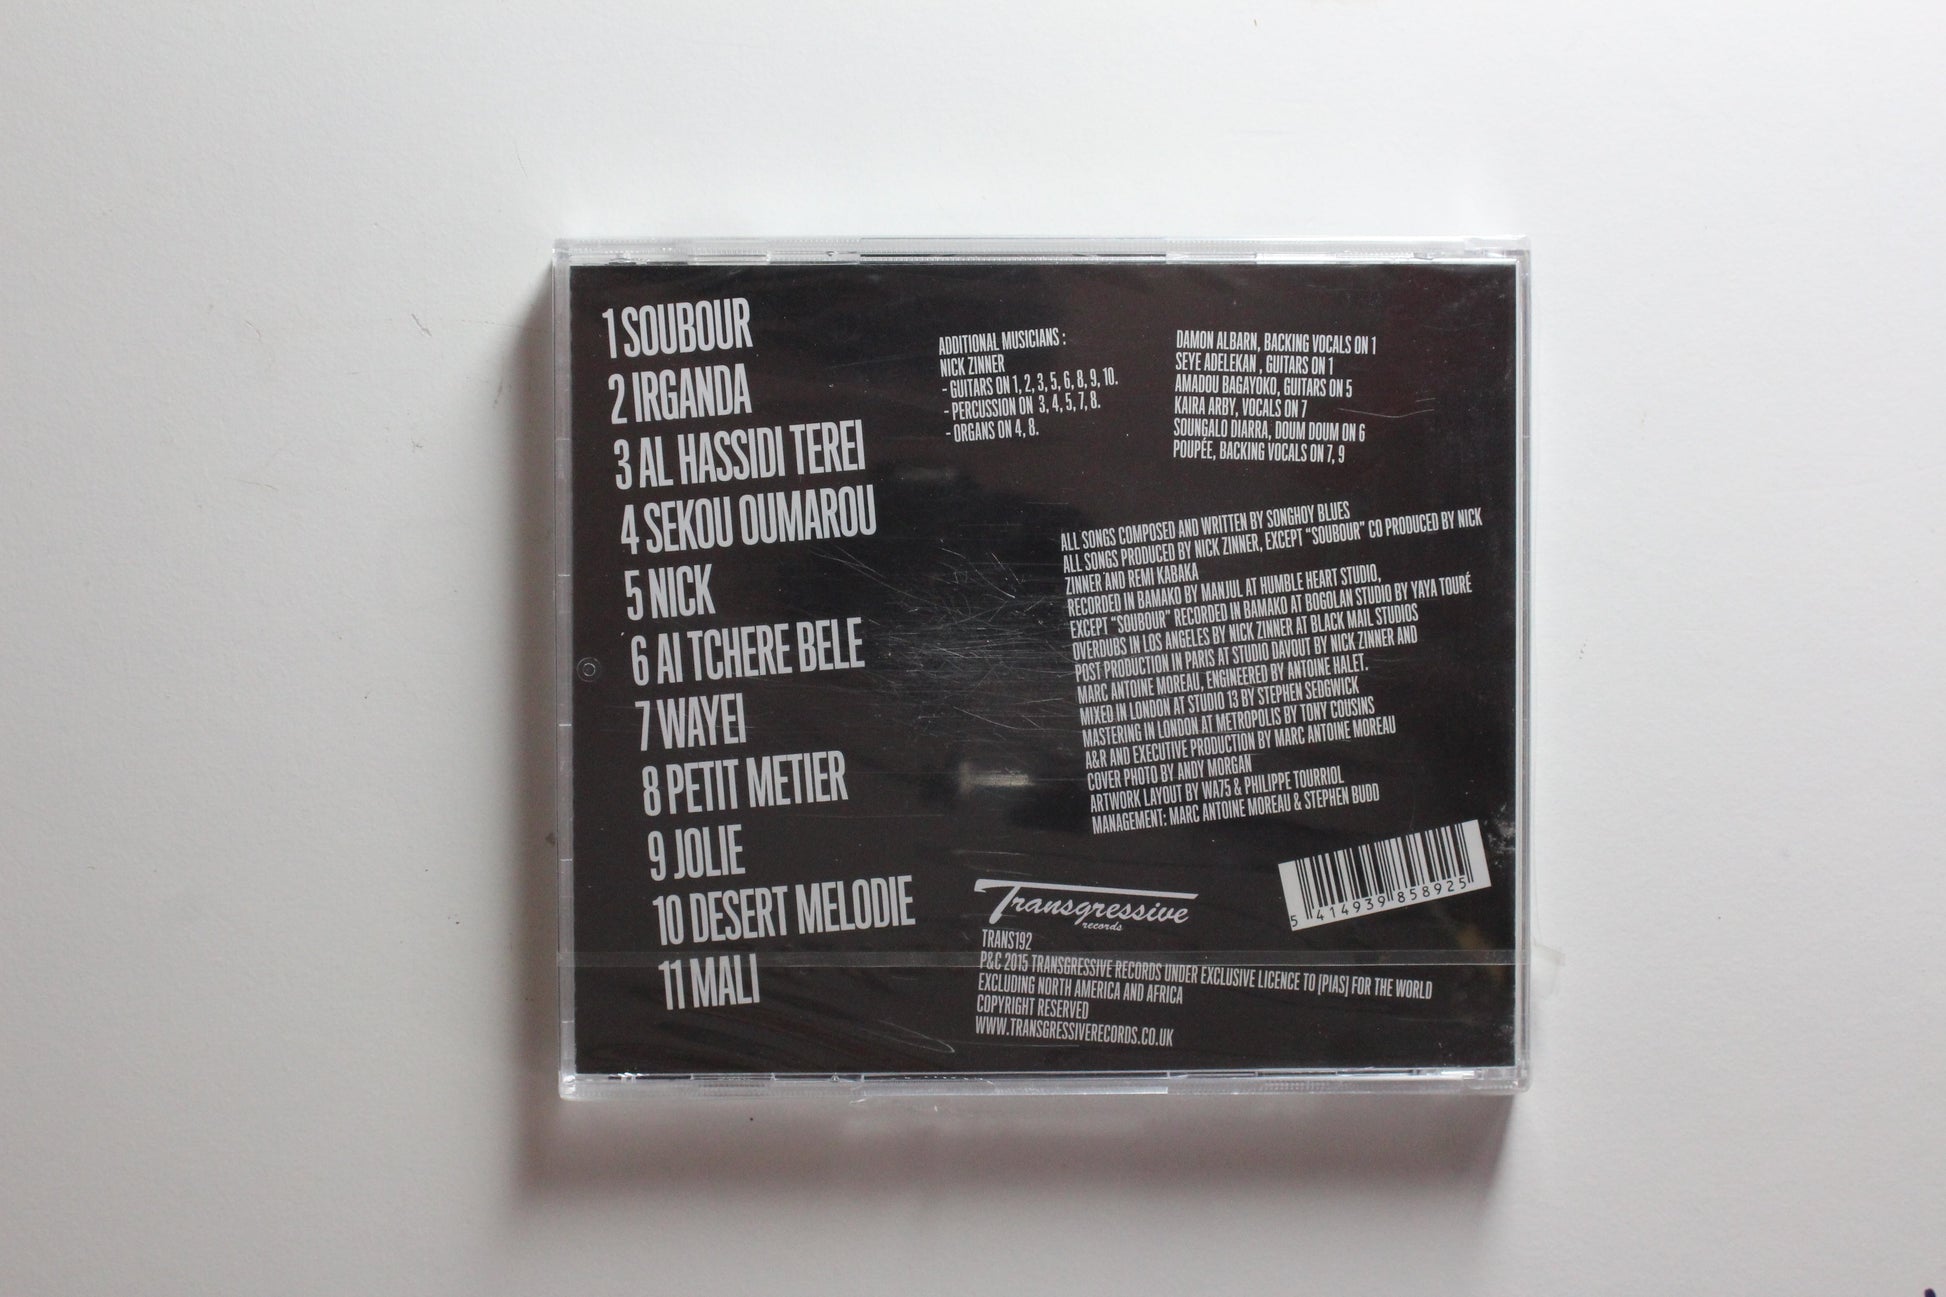 1 SOUBOUR
2 IRGANDA
3 AL HASSIDI TEREI
4 SEKOU OUMAROU
5 NICK
6 AI TCHERE BELE
7 WAYEI
8 PETIT METIER
9 JOLIE
10 DESERT MELODIE
11 MALI
ADDITIONAL MUSICIANS :
NICK ZINNER
- GUITARS ON 1, 2, 3, 5, 6, 8, 9, 10.
- PERCUSSION ON 3, 4, 5, 7, 8.
- ORGANS ON 4, 8.
DAMON ALBARN, BACKING VOCALS ON 1
SEYE ADELEKAN , GUITARS ON 1
AMADOU BAGAYOKO, GUITARS ON 5
KAIRA ARBY, VOCALS ON 7
SOUNGALO DIARRA, DOUM DOUM ON 6
POUPÉE, BACKING VOCALS ON 7, 9
ALL SONGS COMPOSED AND WRITTEN BY SONGHOY BLUES
ALL SONGS PRODUCED BY NICK ZINNER, EXCEPT “SOUBOUR” CO PRODUCED BY NICK
ZINNER AND REMI KABAKA
RECORDED IN BAMAKO BY MANJUL AT HUMBLE HEART STUDIO,
EXCEPT “SOUBOUR” RECORDED IN BAMAKO AT BOGOLAN STUDIO BY YAYA TOURÉ
OVERDUBS IN LOS ANGELES BY NICK ZINNER AT BLACK MAIL STUDIOS
POST PRODUCTION IN PARIS AT STUDIO DAVOUT BY NICK ZINNER AND
MARC ANTOINE MOREAU, ENGINEERED BY ANTOINE HALET.
MIXED IN LONDON AT STUDIO 13 BY STEPHEN SEDGWICK
MASTERING IN LONDON AT METROPOLIS BY TONY COUSINS
A&R AND EXECUTIVE PRODUCTION BY MARC ANTOINE MOREAU
COVER PHOTO BY ANDY MORGAN
ARTWORK LAYOUT BY WA75 & PHILIPPE TOURRIOL
MANAGEMENT: MARC ANTOINE MOREAU & STEPHEN BUDD
5 414939 858925
Transgressive
records
TRANS192
P&C 2015 TRANSGRESSIVE RECORDS UNDER EXCLUSIVE LICENCE TO [PIAS] FOR THE WORLD
EXCLUDING NORTH AMERICA AND AFRICA
COPYRIGHT RESERVED
WWW.TRANSGRESSIVERECORDS.CO.UK